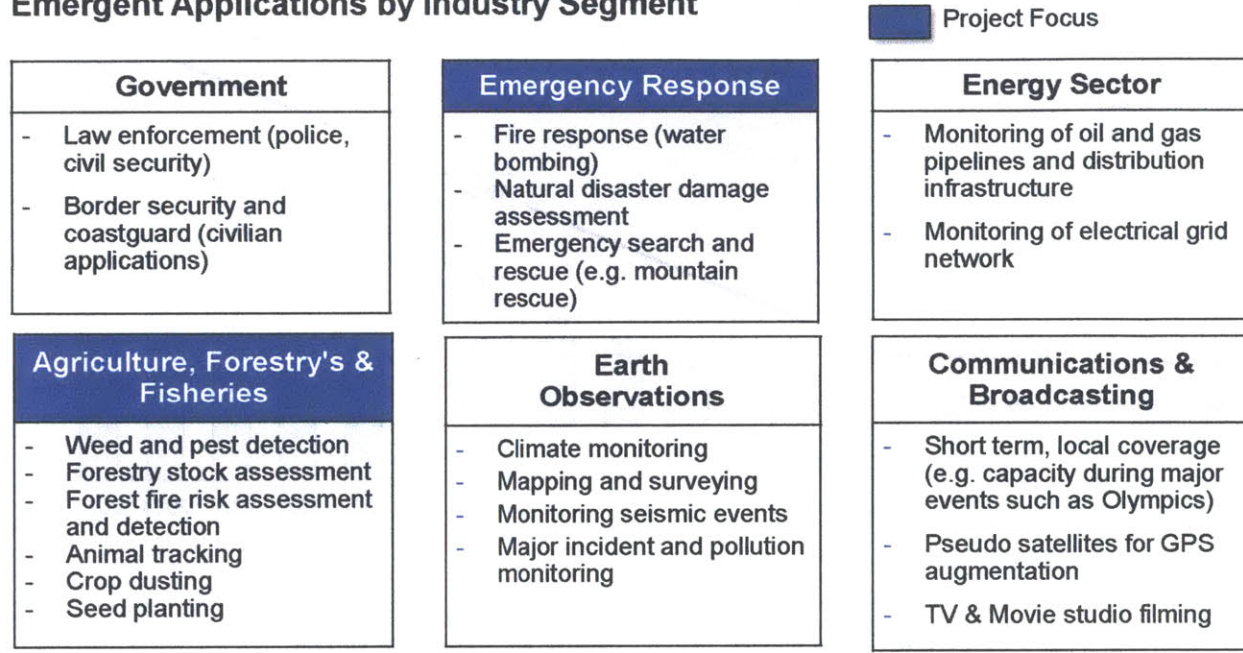 Emergent Applications by Industry Segment
Project Focus
Government
- Law enforcement (police,
civil security)
- Border security and
coastguard (civilian
applications)
Emergency Response
- Fire response (water
bombing)
- Natural disaster damage
assessment
- Emergency search and
rescue (e.g. mountain
rescue)
Energy Sector
- Monitoring of oil and gas
pipelines and distribution
infrastructure
- Monitoring of electrical grid
network
Agriculture, Forestry's &
Fisheries
- Weed and pest detection
- Forestry stock assessment
- Forest fire risk assessment
and detection
- Animal tracking
- Crop dusting
- Seed planting
Earth
Observations
- Climate monitoring
- Mapping and surveying
- Monitoring seismic events
- Major incident and pollution
monitoring
Communications &
Broadcasting
- Short term, local coverage
(e.g. capacity during major
events such as Olympics)
- Pseudo satellites for GPS
augmentation
- TV & Movie studio filming